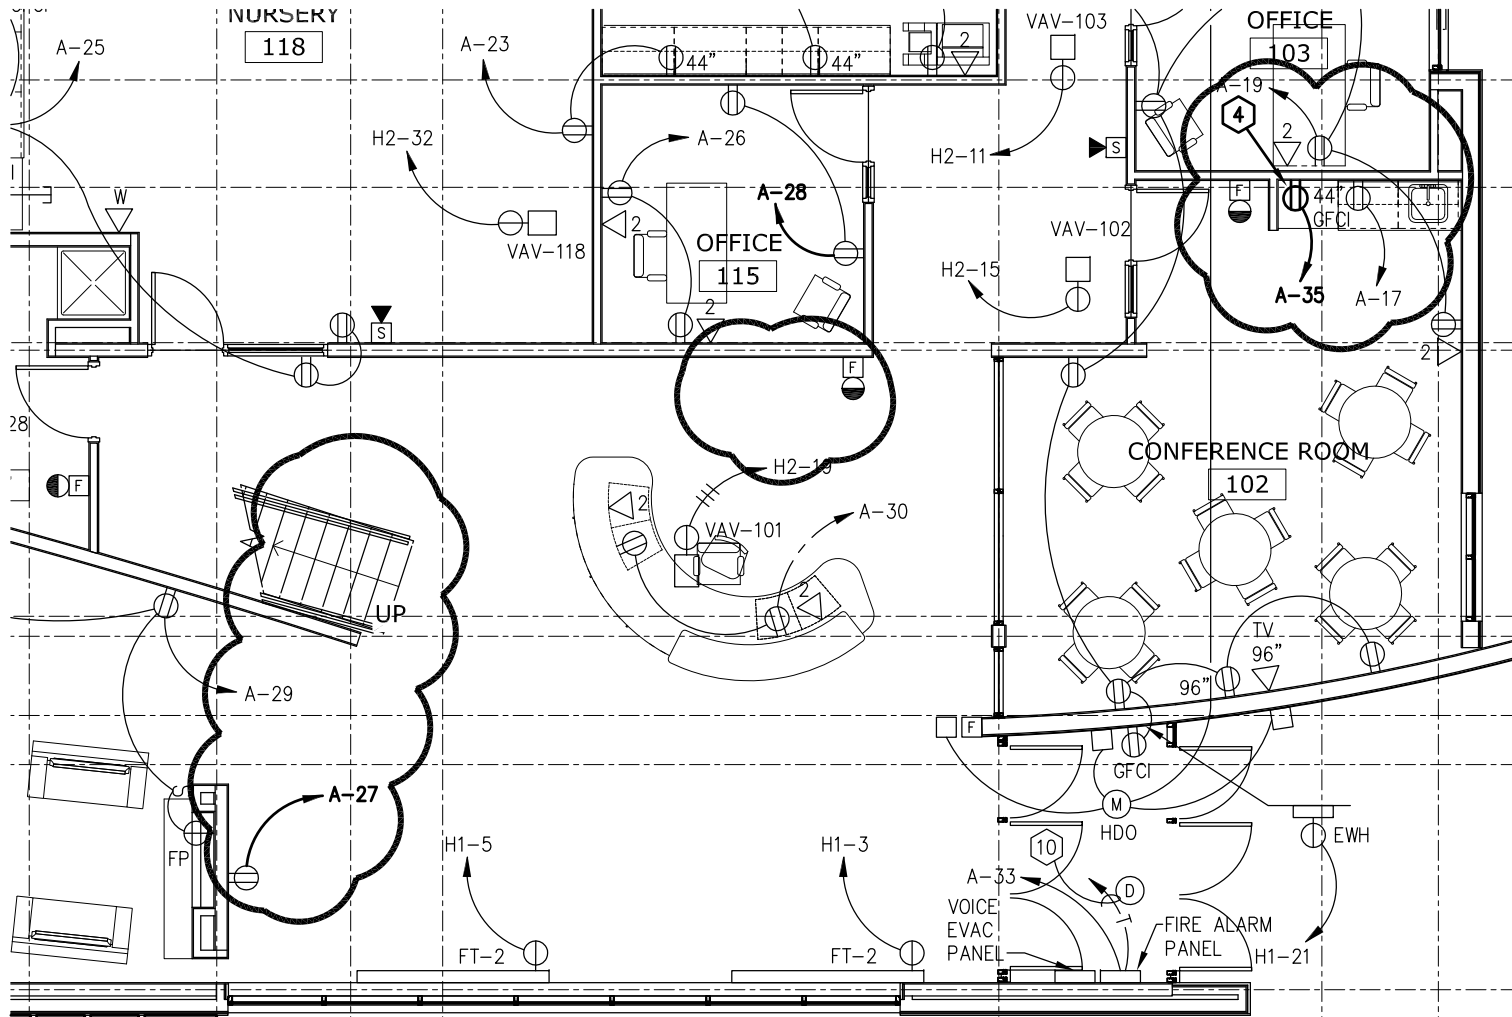 NURSERY
118
A-25
A-23
44"
44"
2
VAV-103
OFFICE
103
A-19
4
2
H2-32
A-26
H2-11
S
W
A-28
2
F
44"
GFCI
VAV-118
OFFICE
115
VAV-102
H2-15
A-35
A-17
2
S
2
F
28
F
CONFERENCE ROOM
102
H2-19
2
VAV-101
A-30
2
UP
TV
96"
96"
A-29
F
GFCI
S
A-27
M
HDO
FP
H1-5
H1-3
10
EWH
A-33
D
VOICE
EVAC
PANEL
T
FIRE ALARM
PANEL
FT-2
FT-2
H1-21